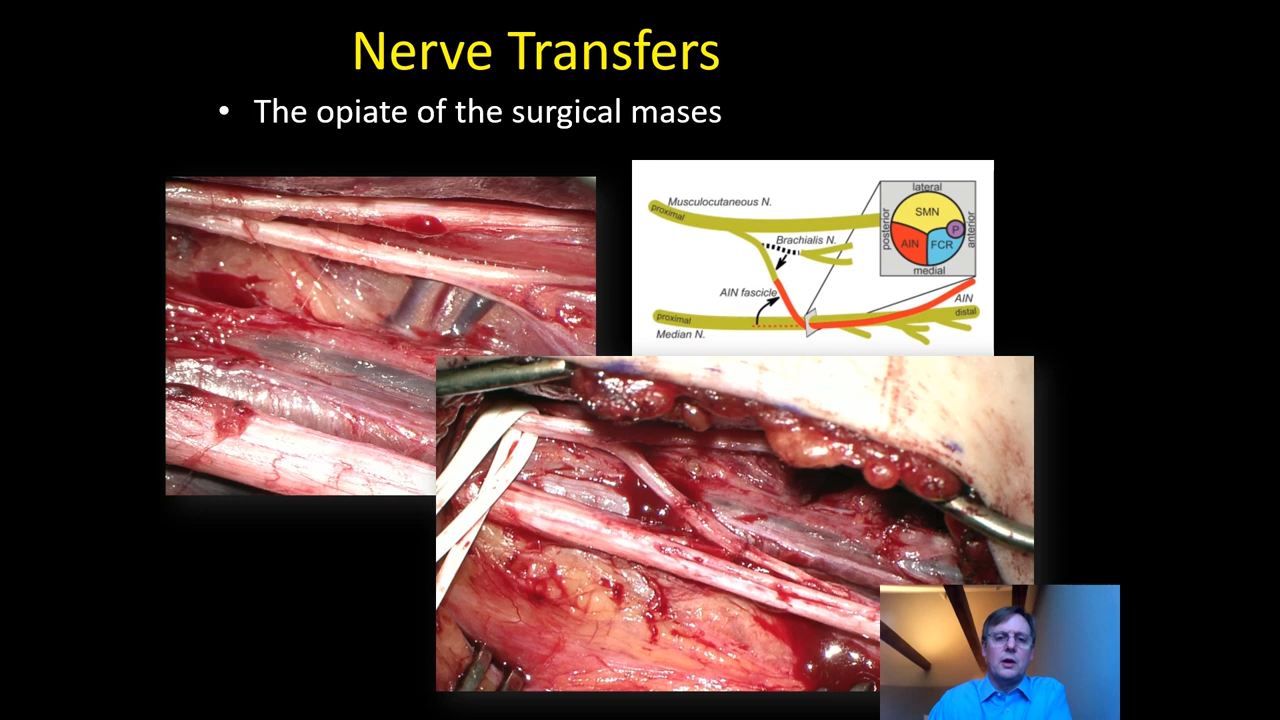 Nerve Transfers
• The opiate of the surgical mases
Musculocutaneous N.
proximal
Brachialis N.
AIN fascicle
proximal
Median N.
AIN
distal
lateral
posterior
anterior
medial
SMN
P
AIN
FCR